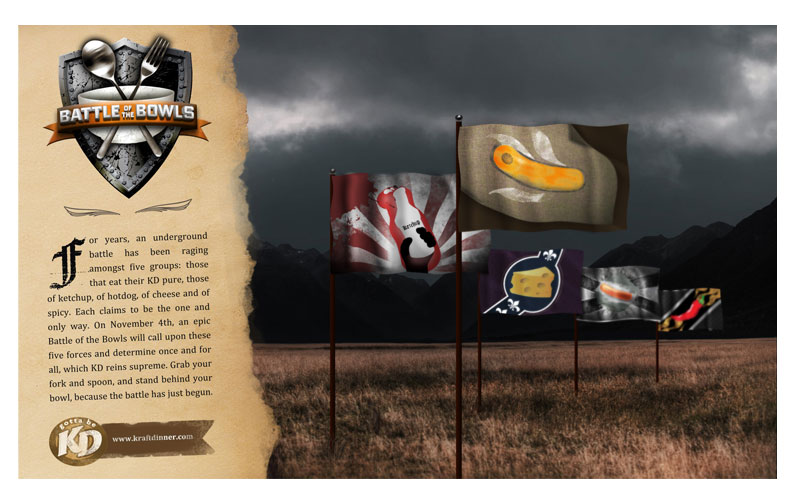 BATTLE OF THE BOWLS
For years, an underground
battle has been raging
amongst five groups: those
that eat their KD pure, those
of ketchup, of hotdog, of cheese and of
spicy. Each claims to be the one and
only way. On November 4th, an epic
Battle of the Bowls will call upon these
five forces and determine once and for
all, which KD reins supreme. Grab your
fork and spoon, and stand behind your
bowl, because the battle has just begun.
gotta be
KD
www.kraftdinner.com
KETCHUP